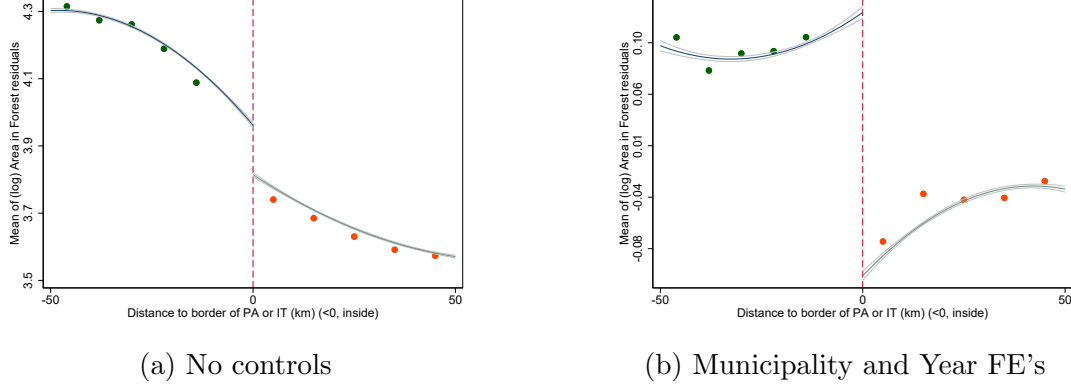 Mean of (log) Area in Forest residuals
4.3
4.1
3.9
3.7
3.5
-50
0
50
Distance to border of PA or IT (km) (<0, inside)
(a) No controls
Mean of (log) Area in Forest residuals
0.10
0.06
0.01
-0.04
-0.08
-50
0
50
Distance to border of PA or IT (km) (<0, inside)
(b) Municipality and Year FE's